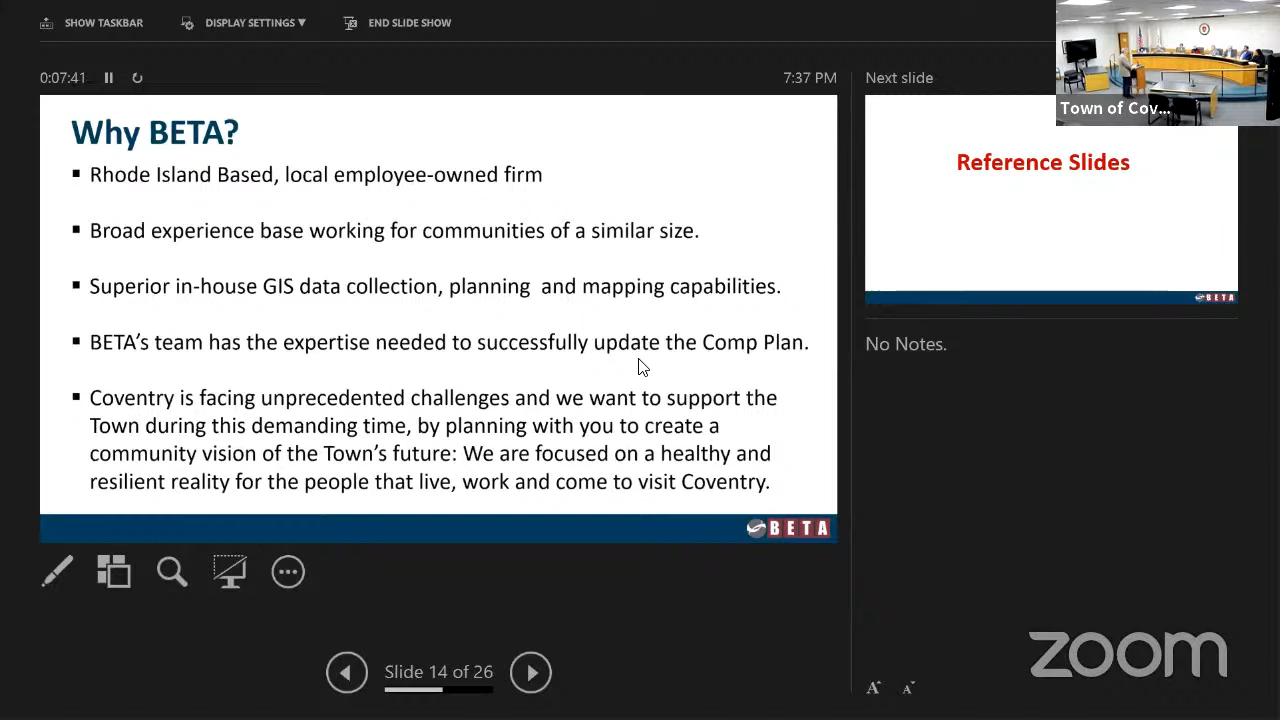 SHOW TASKBAR
DISPLAY SETTINGS ▼
END SLIDE SHOW
0:07:41
7:37 PM
Why BETA?
▪ Rhode Island Based, local employee-owned firm
▪ Broad experience base working for communities of a similar size.
▪ Superior in-house GIS data collection, planning  and mapping capabilities.
▪ BETA's team has the expertise needed to successfully update the Comp Plan.
▪ Coventry is facing unprecedented challenges and we want to support the
Town during this demanding time, by planning with you to create a
community vision of the Town's future: We are focused on a healthy and
resilient reality for the people that live, work and come to visit Coventry.
BETA
Slide 14 of 26
Next slide
Town of Cov...
Reference Slides
BETA
No Notes.
A A
zoom